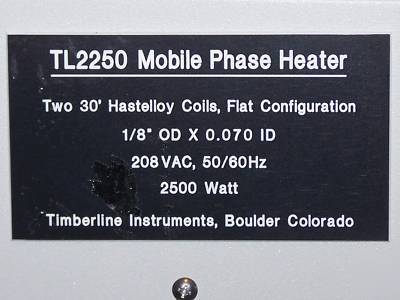 TL2250 Mobile Phase Heater
Two 30' Hastelloy Coils, Flat Configuration
1/8" OD X 0.070 ID
208 VAC, 50/60Hz
2500 Watt
Timberline Instruments, Boulder Colorado